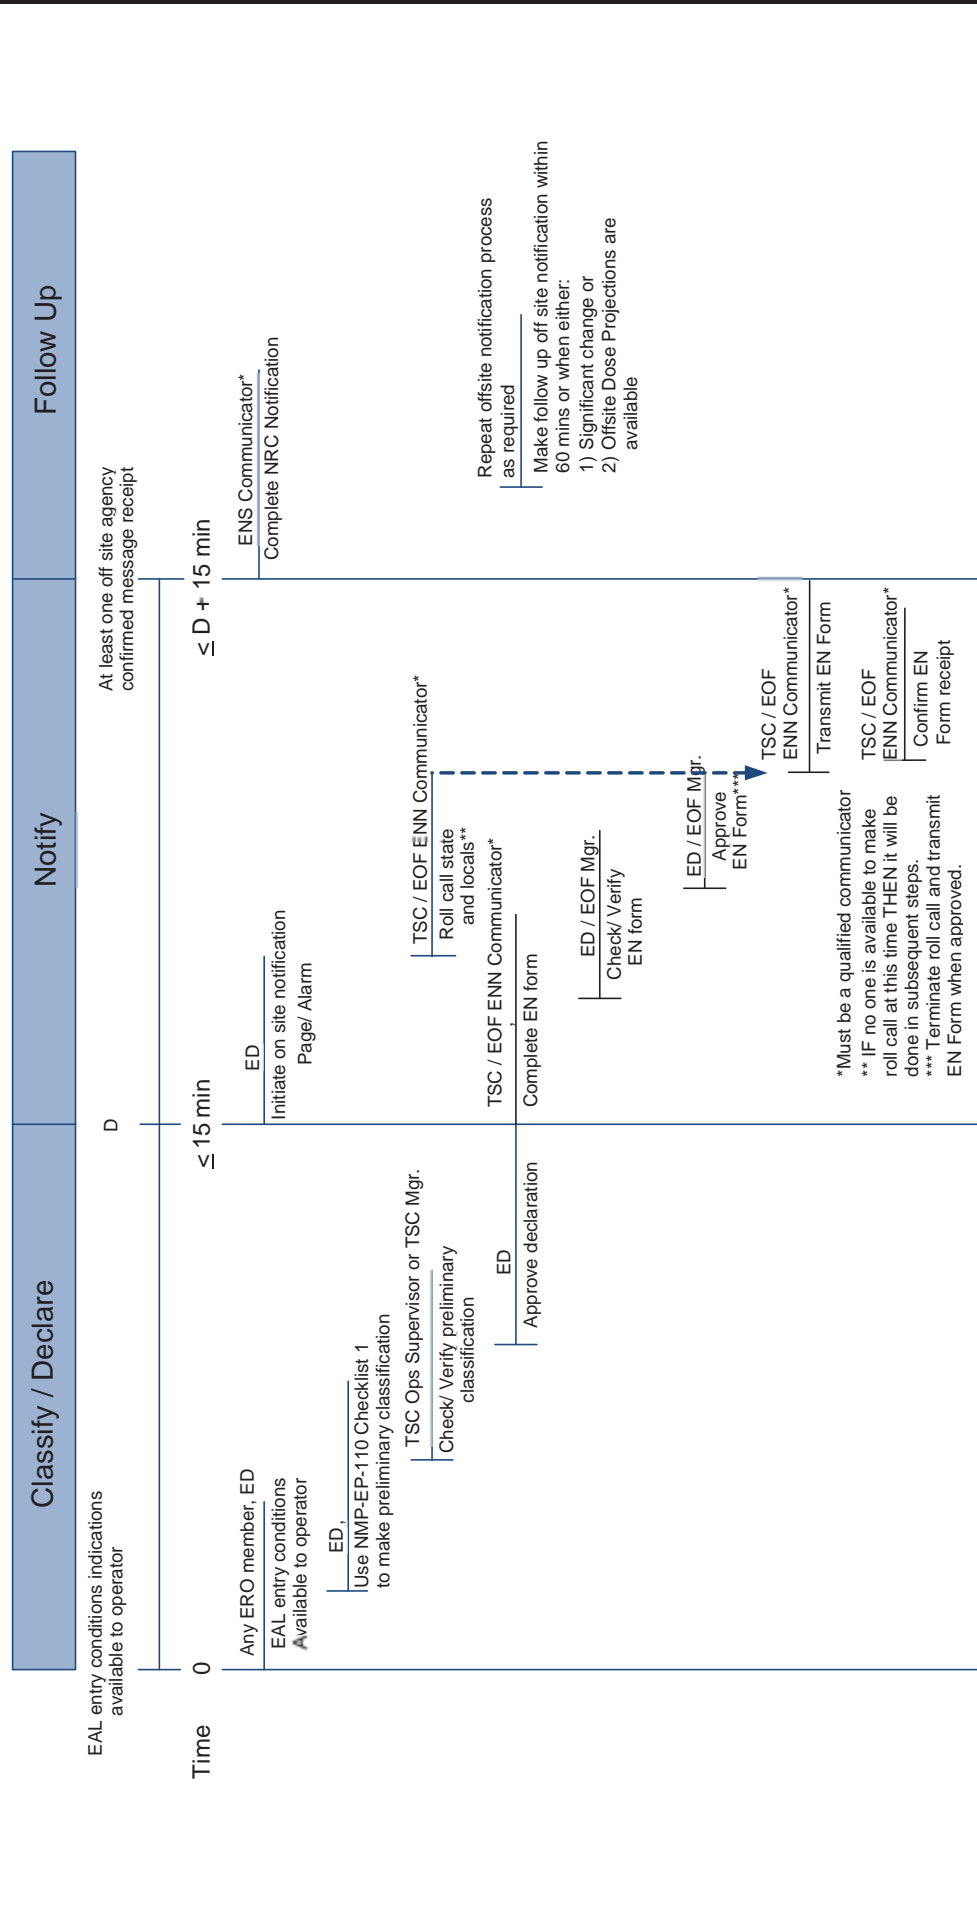 Classify / Declare
Notify
Follow Up
EAL entry conditions indications
available to operator
D
At least one off site agency
confirmed message receipt
Time
0
≤ 15 min
≤ D + 15 min
Any ERO member, ED
EAL entry conditions
Available to operator
ED ,
Use NMP-EP-110 Checklist 1
to make preliminary classification
TSC Ops Supervisor or TSC Mgr.
Check/ Verify preliminary
classification
ED
Approve declaration
ED
Initiate on site notification
Page/ Alarm
TSC / EOF ENN Communicator*
Roll call state
and locals**
TSC / EOF ENN Communicator*
,
Complete EN form
ED / EOF Mgr.
Check/ Verify
EN form
ED / EOF Mgr.
Approve
EN Form***
TSC / EOF
ENN Communicator*
Transmit EN Form
TSC / EOF
ENN Communicator*
Confirm EN
Form receipt
ENS Communicator*
Complete NRC Notification
Repeat offsite notification process
as required
Make follow up off site notification within
60 mins or when either:
1) Significant change or
2) Offsite Dose Projections are
available
*Must be a qualified communicator
** IF no one is available to make
roll call at this time THEN it will be
done in subsequent steps.
*** Terminate roll call and transmit
EN Form when approved.